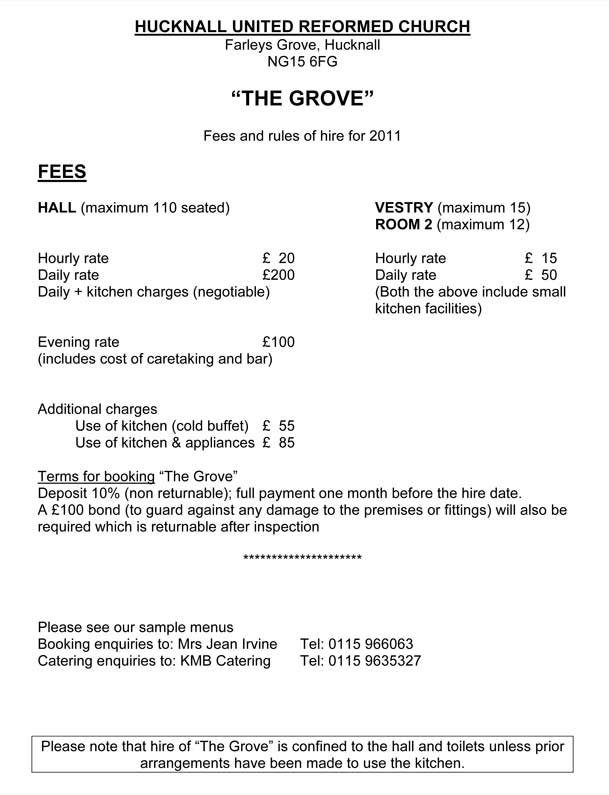 HUCKNALL UNITED REFORMED CHURCH
Farleys Grove, Hucknall
NG15 6FG
“THE GROVE”
Fees and rules of hire for 2011
FEES
HALL (maximum 110 seated)
VESTRY (maximum 15)
ROOM 2 (maximum 12)
Hourly rate £ 20
Daily rate £200
Daily + kitchen charges (negotiable)
Hourly rate £ 15
Daily rate £ 50
(Both the above include small
kitchen facilities)
Evening rate £100
(includes cost of caretaking and bar)
Additional charges
Use of kitchen (cold buffet) £ 55
Use of kitchen & appliances £ 85
Terms for booking “The Grove”
Deposit 10% (non returnable); full payment one month before the hire date.
A £100 bond (to guard against any damage to the premises or fittings) will also be
required which is returnable after inspection
*********************
Please see our sample menus
Booking enquiries to: Mrs Jean Irvine Tel: 0115 966063
Catering enquiries to: KMB Catering Tel: 0115 9635327
Please note that hire of “The Grove” is confined to the hall and toilets unless prior
arrangements have been made to use the kitchen.